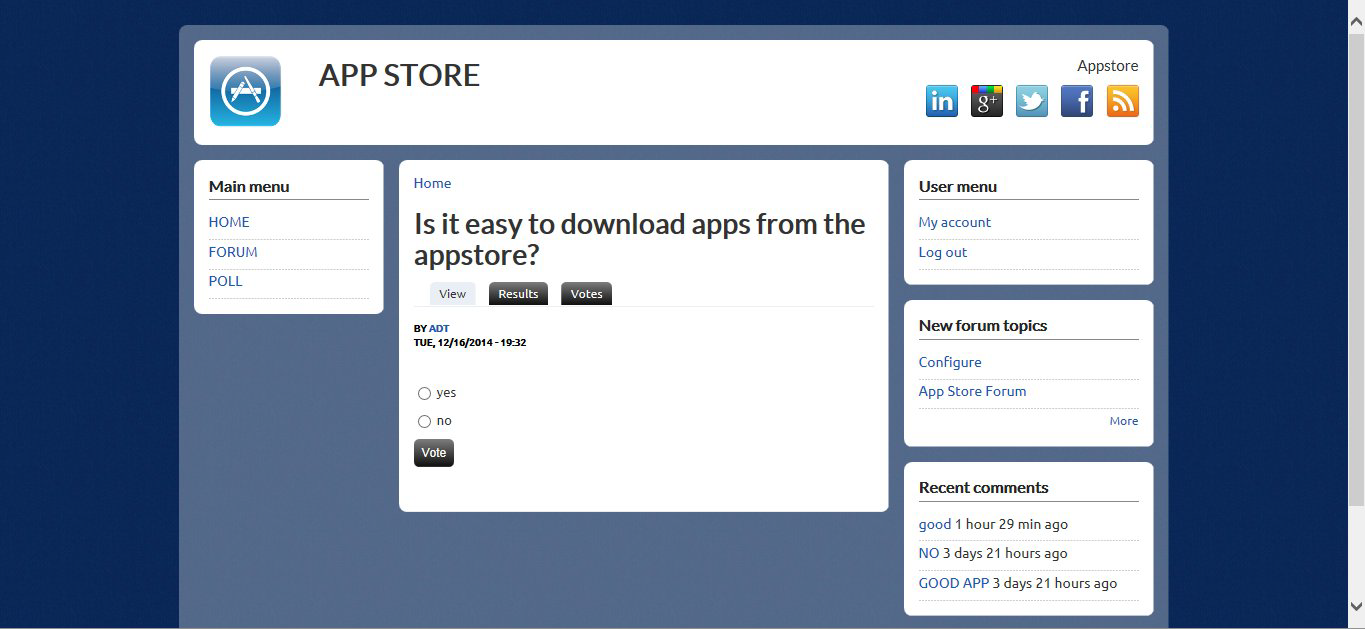 APP STORE
Appstore
in
g+
f
Main menu
HOME
FORUM
POLL
Home
Is it easy to download apps from the
appstore?
View Results Votes
BY ADT
TUE, 12/16/2014 - 19:32
yes
no
Vote
User menu
My account
Log out
New forum topics
Configure
App Store Forum
More
Recent comments
good 1 hour 29 min ago
NO 3 days 21 hours ago
GOOD APP 3 days 21 hours ago